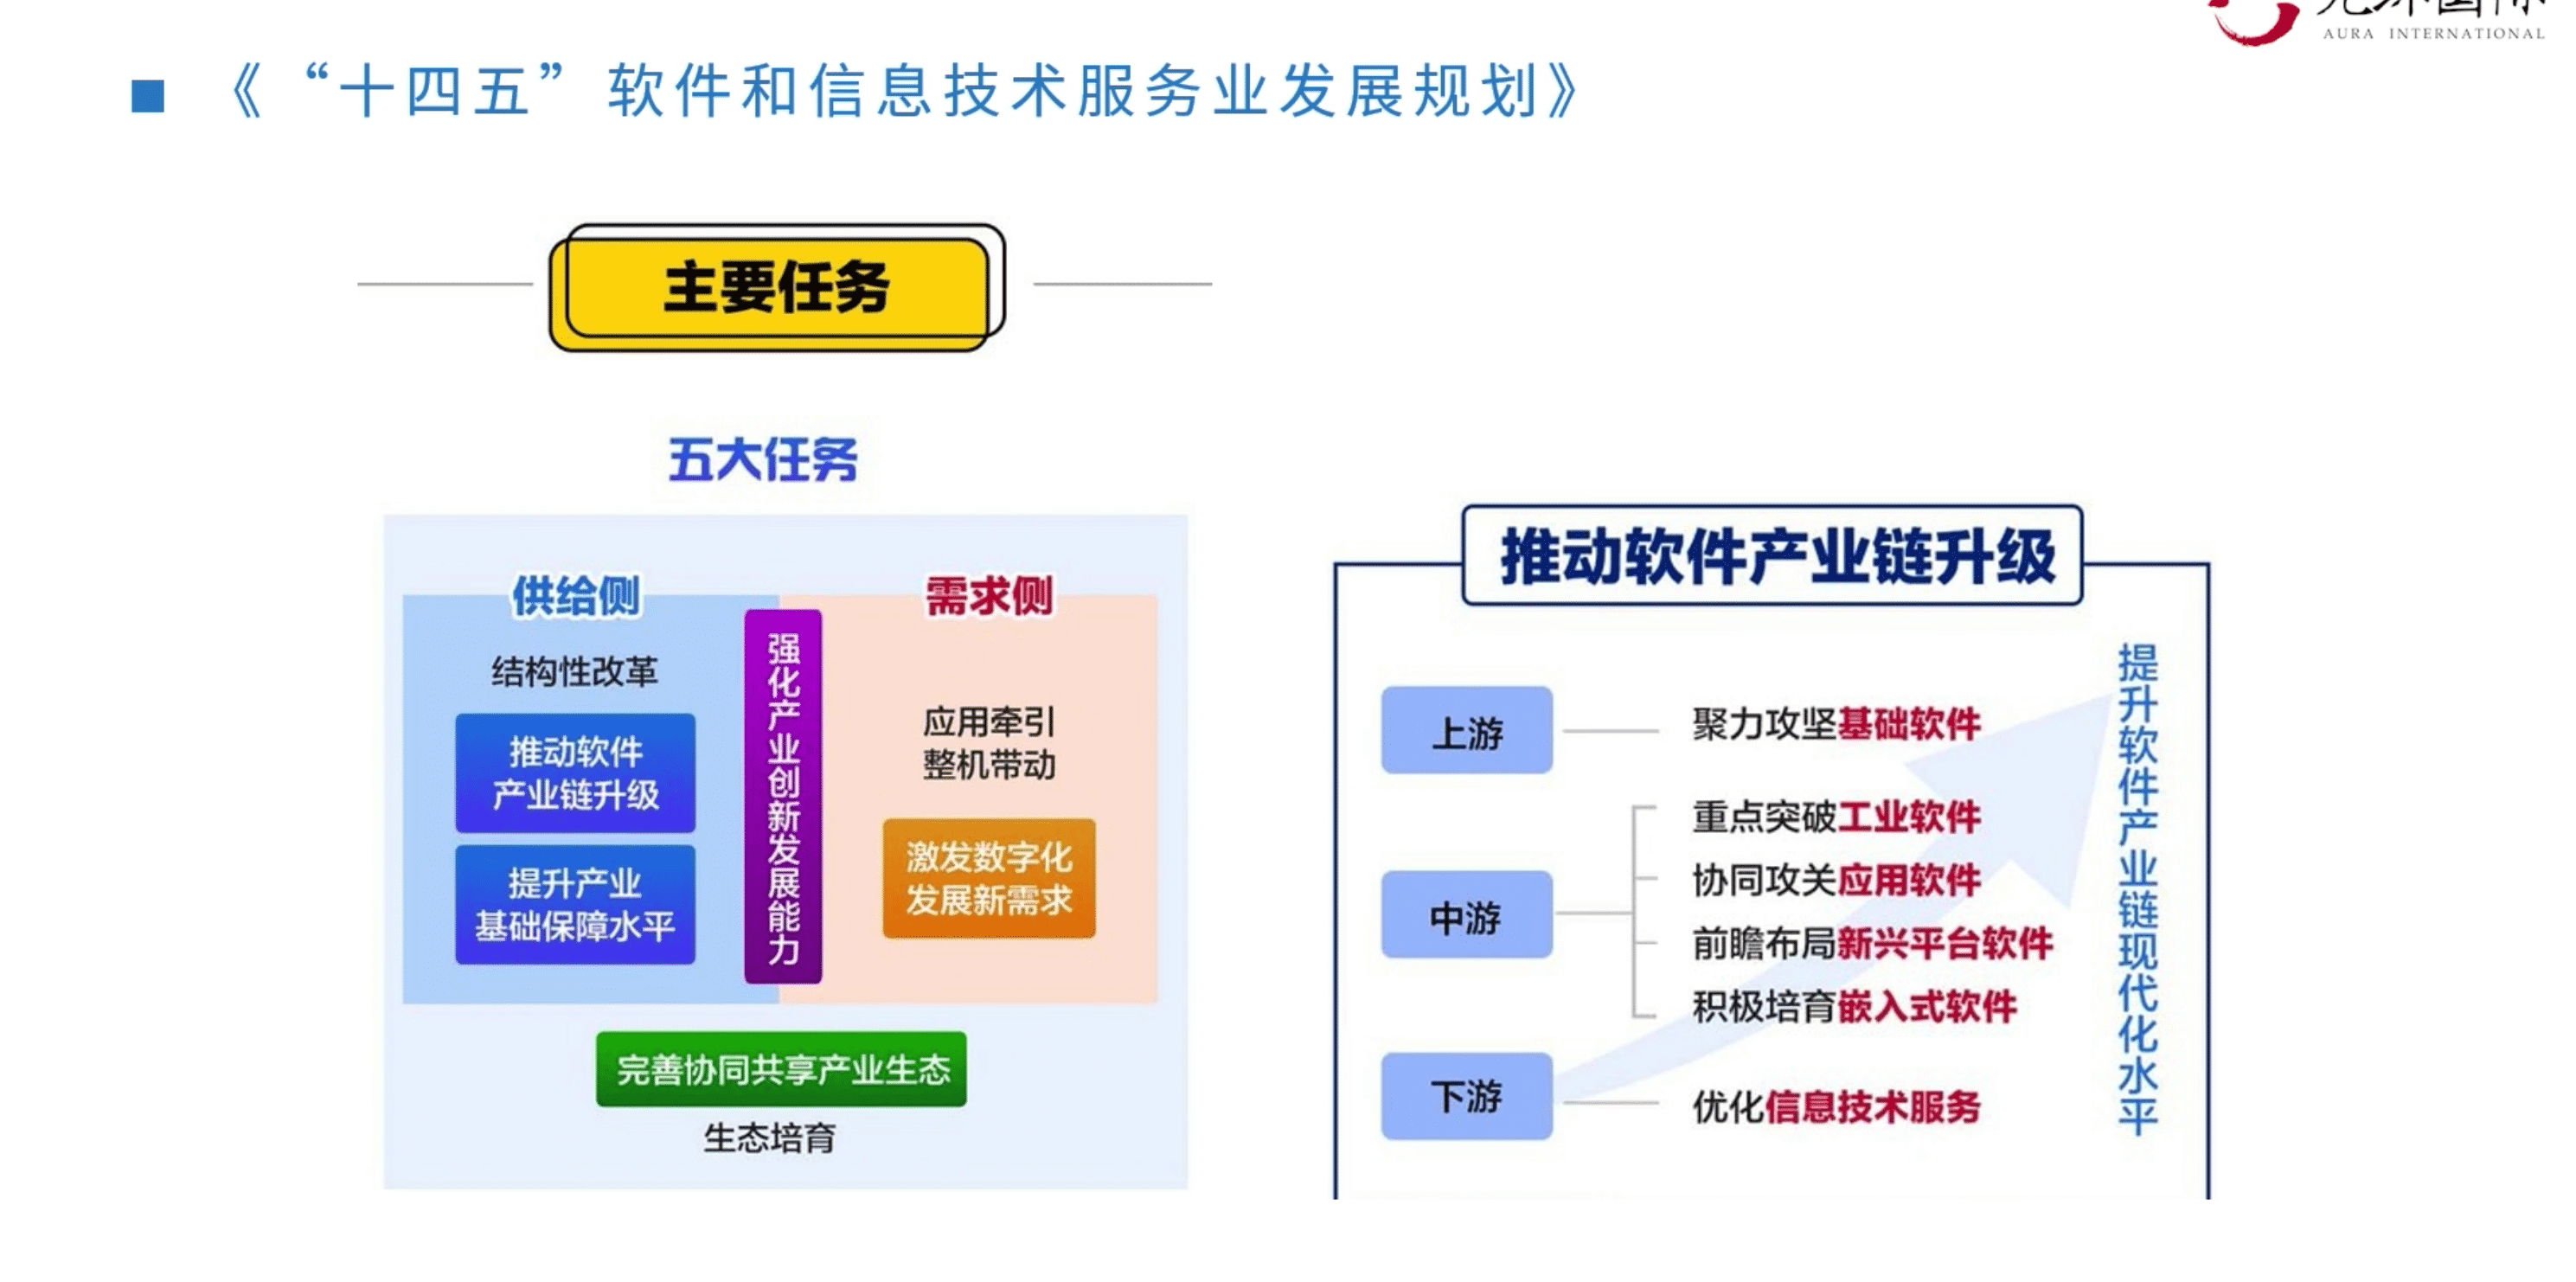 AURA INTERNATIONAL
《“十四五”软件和信息技术服务业发展规划》
主要任务
五大任务
供给侧
结构性改革
推动软件
产业链升级
提升产业
基础保障水平
强化产业创新发展能力
需求侧
应用牵引
整机带动
激发数字化
发展新需求
完善协同共享产业生态
生态培育
推动软件产业链升级
上游
聚力攻坚基础软件
中游
重点突破工业软件
协同攻关应用软件
前瞻布局新兴平台软件
积极培育嵌入式软件
下游
优化信息技术服务
提升软件产业链现代化水平